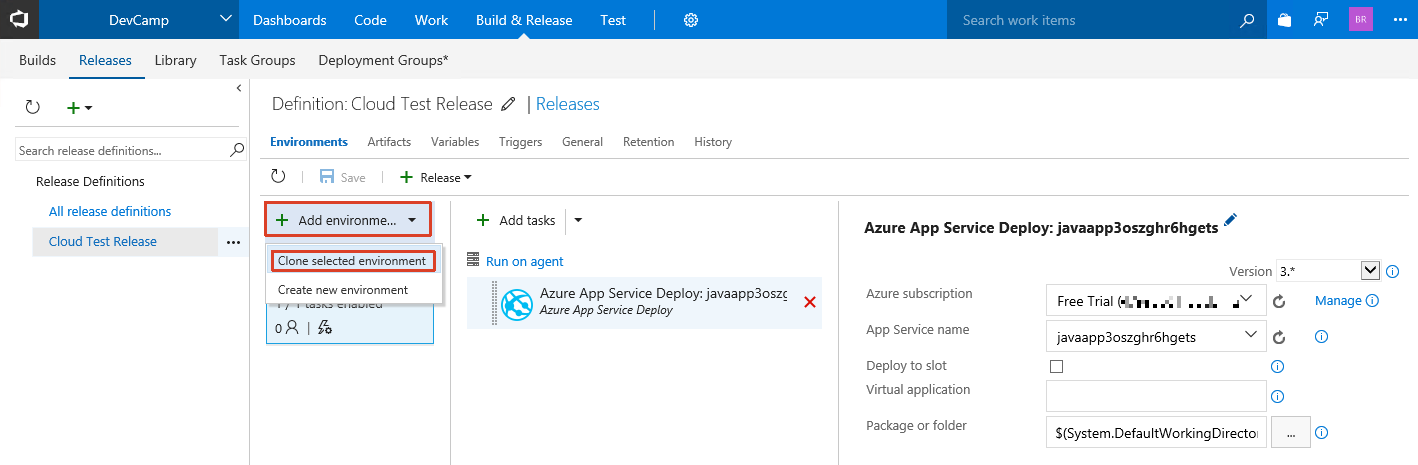 DevCamp Dashboards Code Work Build & Release Test Search work items BR
Builds Releases Library Task Groups Deployment Groups*
Search release definitions...
Release Definitions
All release definitions
Cloud Test Release ...
Definition: Cloud Test Release | Releases
Environments Artifacts Variables Triggers General Retention History
Save Release
Add environme...
Clone selected environment
Create new environment
1 / 1 tasks enabled
0
Add tasks
Run on agent
Azure App Service Deploy: javaapp3oszg
Azure App Service Deploy
Azure App Service Deploy: javaapp3oszghr6hgets
Version 3.*
Azure subscription Free Trial ( Manage
App Service name javaapp3oszghr6hgets
Deploy to slot
Virtual application
Package or folder $(System.DefaultWorkingDirecto ...